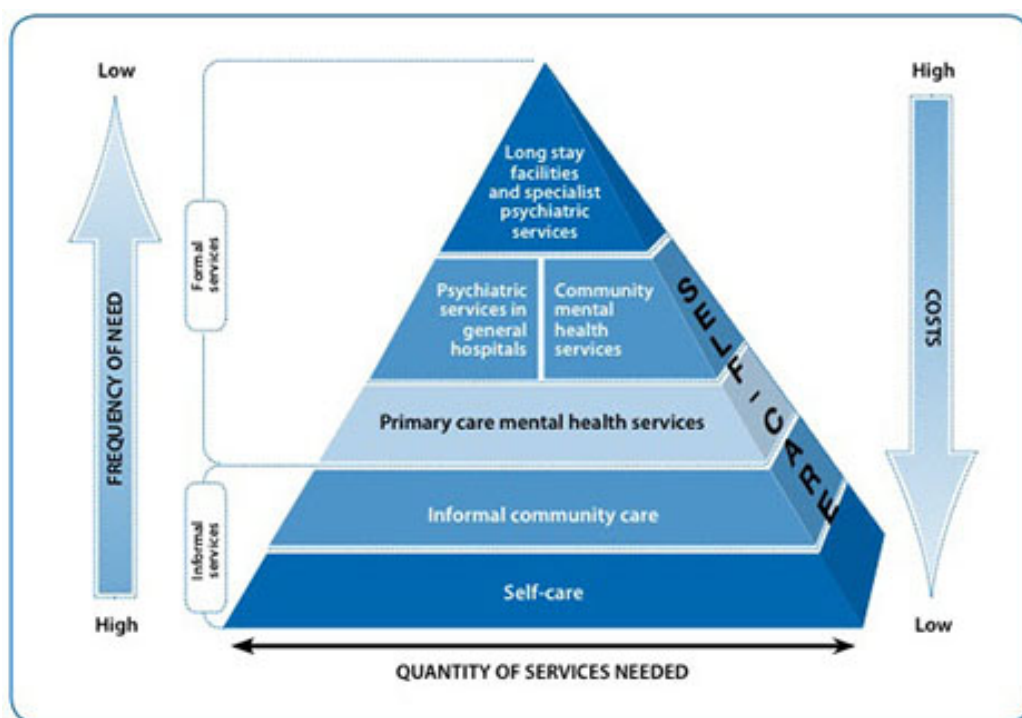 Low
High
Long stay
facilities
and specialist
psychiatric
services
Formal
services
FREQUENCY OF NEED
COSTS
Psychiatric
services in
general
hospitals
Community
mental
health
services
SELF-CARE
Primary care mental health services
Informal
services
Informal community care
Self-care
High
Low
QUANTITY OF SERVICES NEEDED